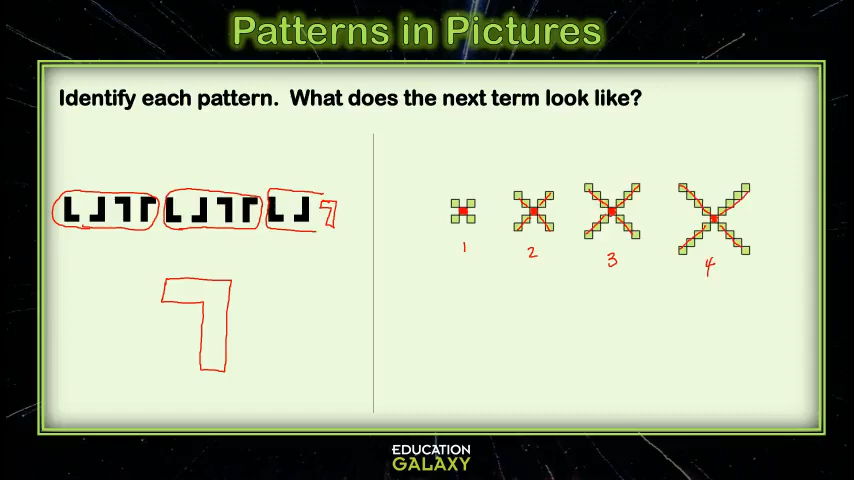 Patterns in Pictures
Identify each pattern. What does the next term look like?
1 2 3 4
EDUCATION
GALAXY